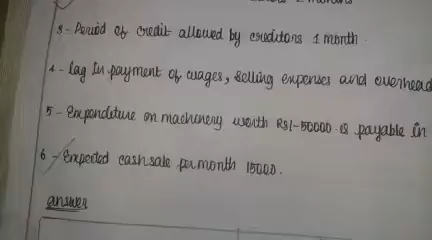 3- Period of credit allowed by creditors 1 month.
4- Lag in payment of wages, selling expenses and overhead
5- Expenditure on machinery worth Rs/-50000 is payable in
6- Expected cash sale per month 15000.
answer